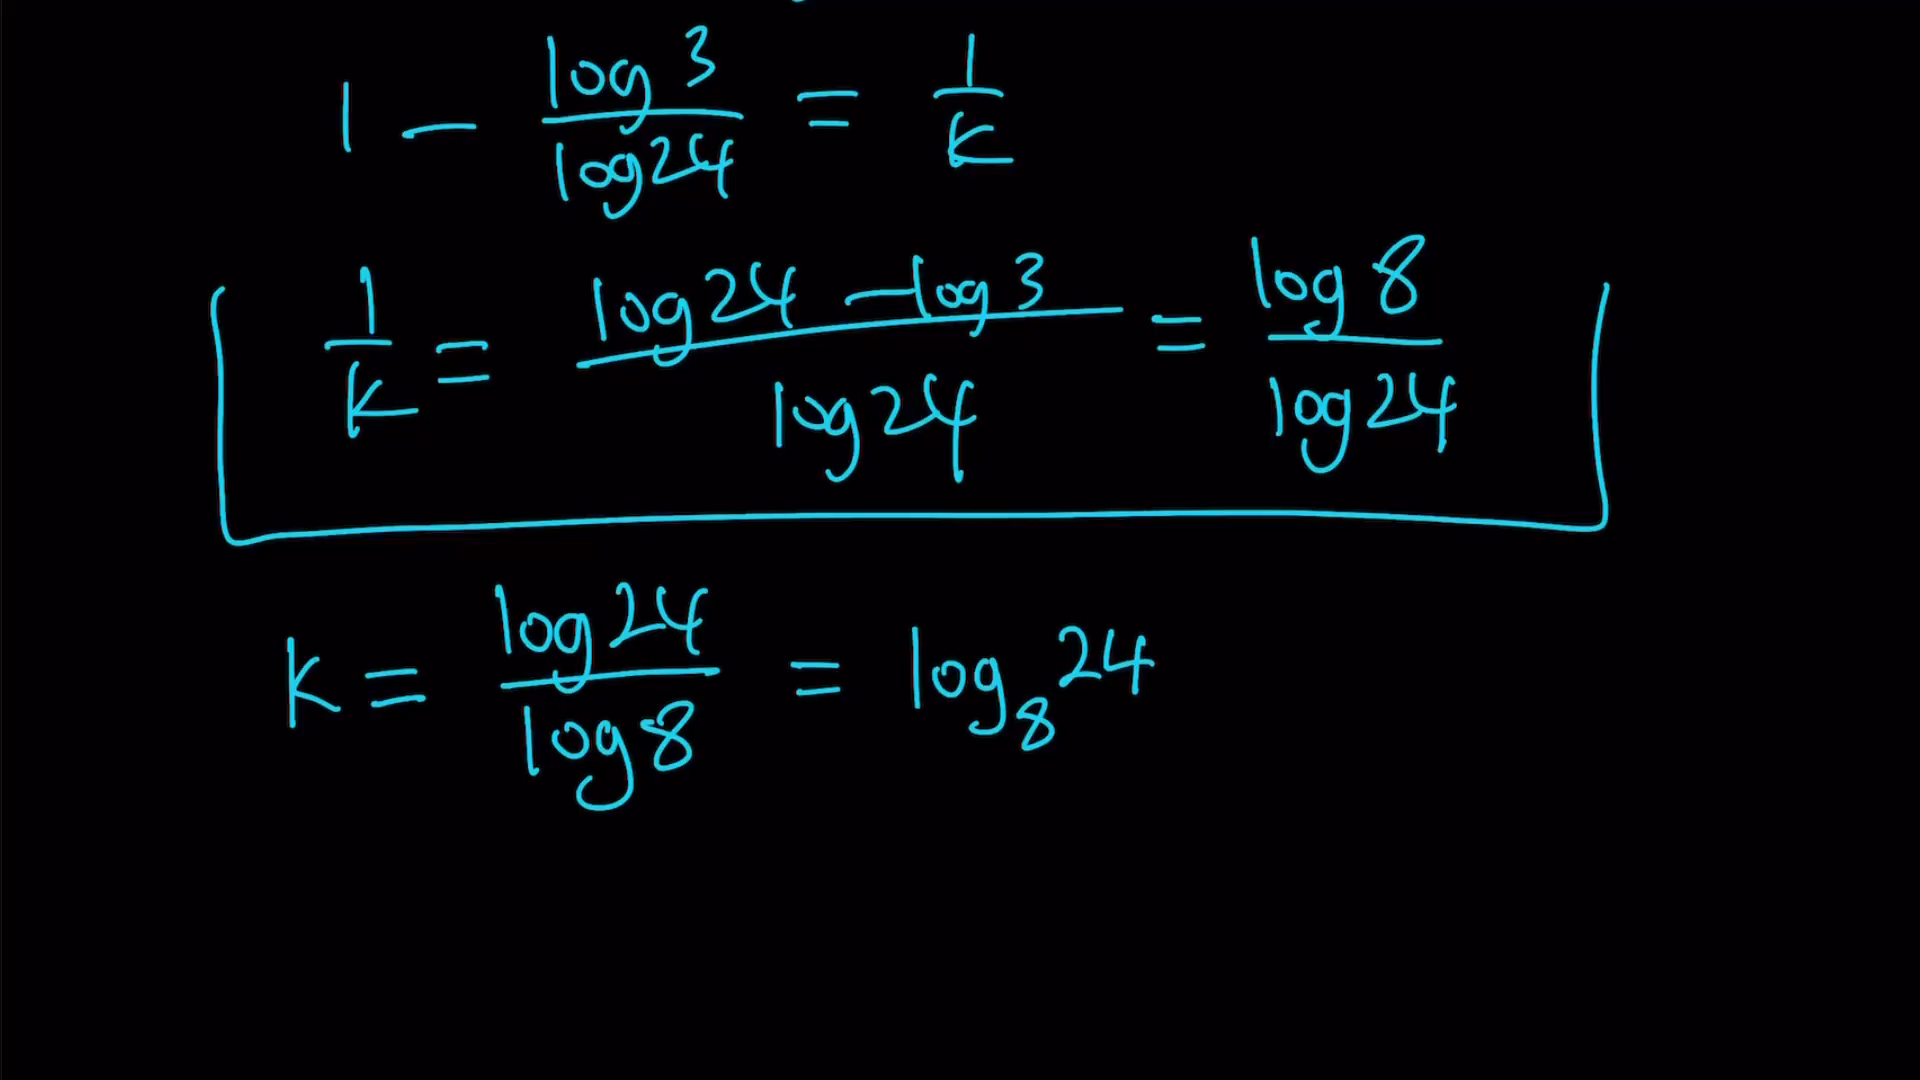 1 - log 3 / log 24 = 1 / k
1 / k = log 24 - log 3 / log 24 = log 8 / log 24
k = log 24 / log 8 = log₈ 24